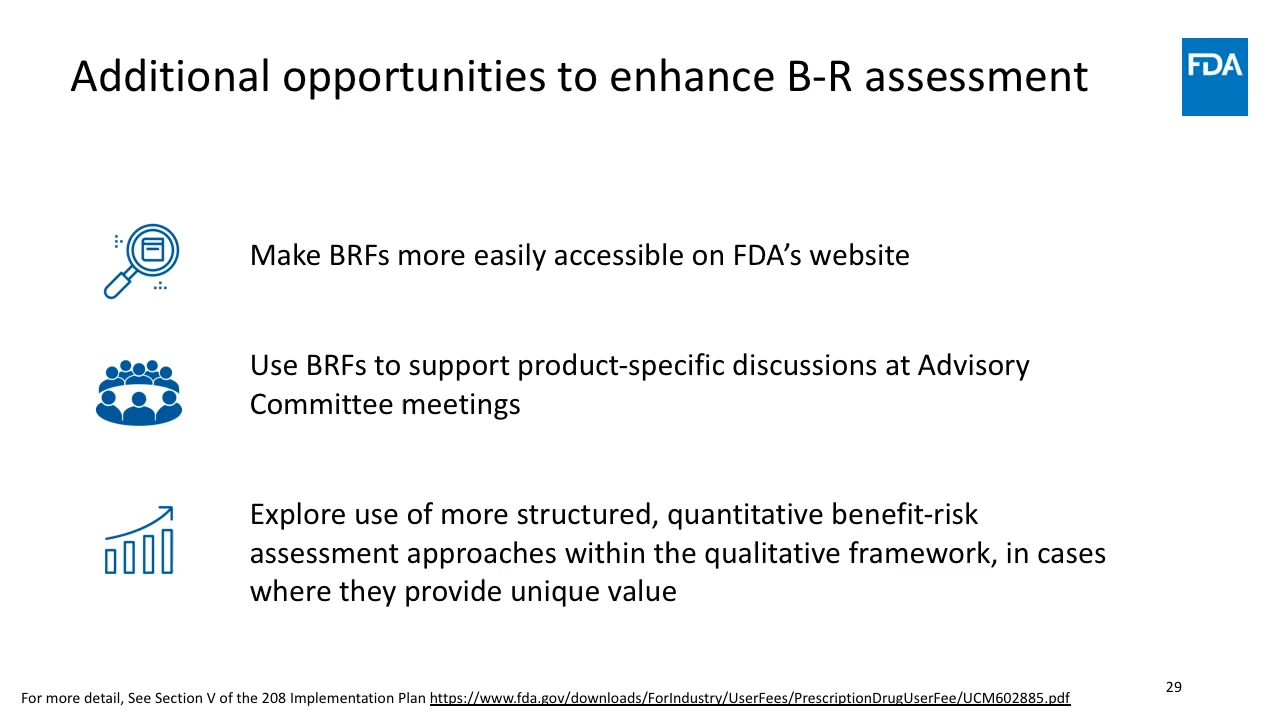 Additional opportunities to enhance B-R assessment
FDA
Make BRFs more easily accessible on FDA’s website
Use BRFs to support product-specific discussions at Advisory
Committee meetings
Explore use of more structured, quantitative benefit-risk
assessment approaches within the qualitative framework, in cases
where they provide unique value
29
For more detail, See Section V of the 208 Implementation Plan https://www.fda.gov/downloads/ForIndustry/UserFees/PrescriptionDrugUserFee/UCM602885.pdf